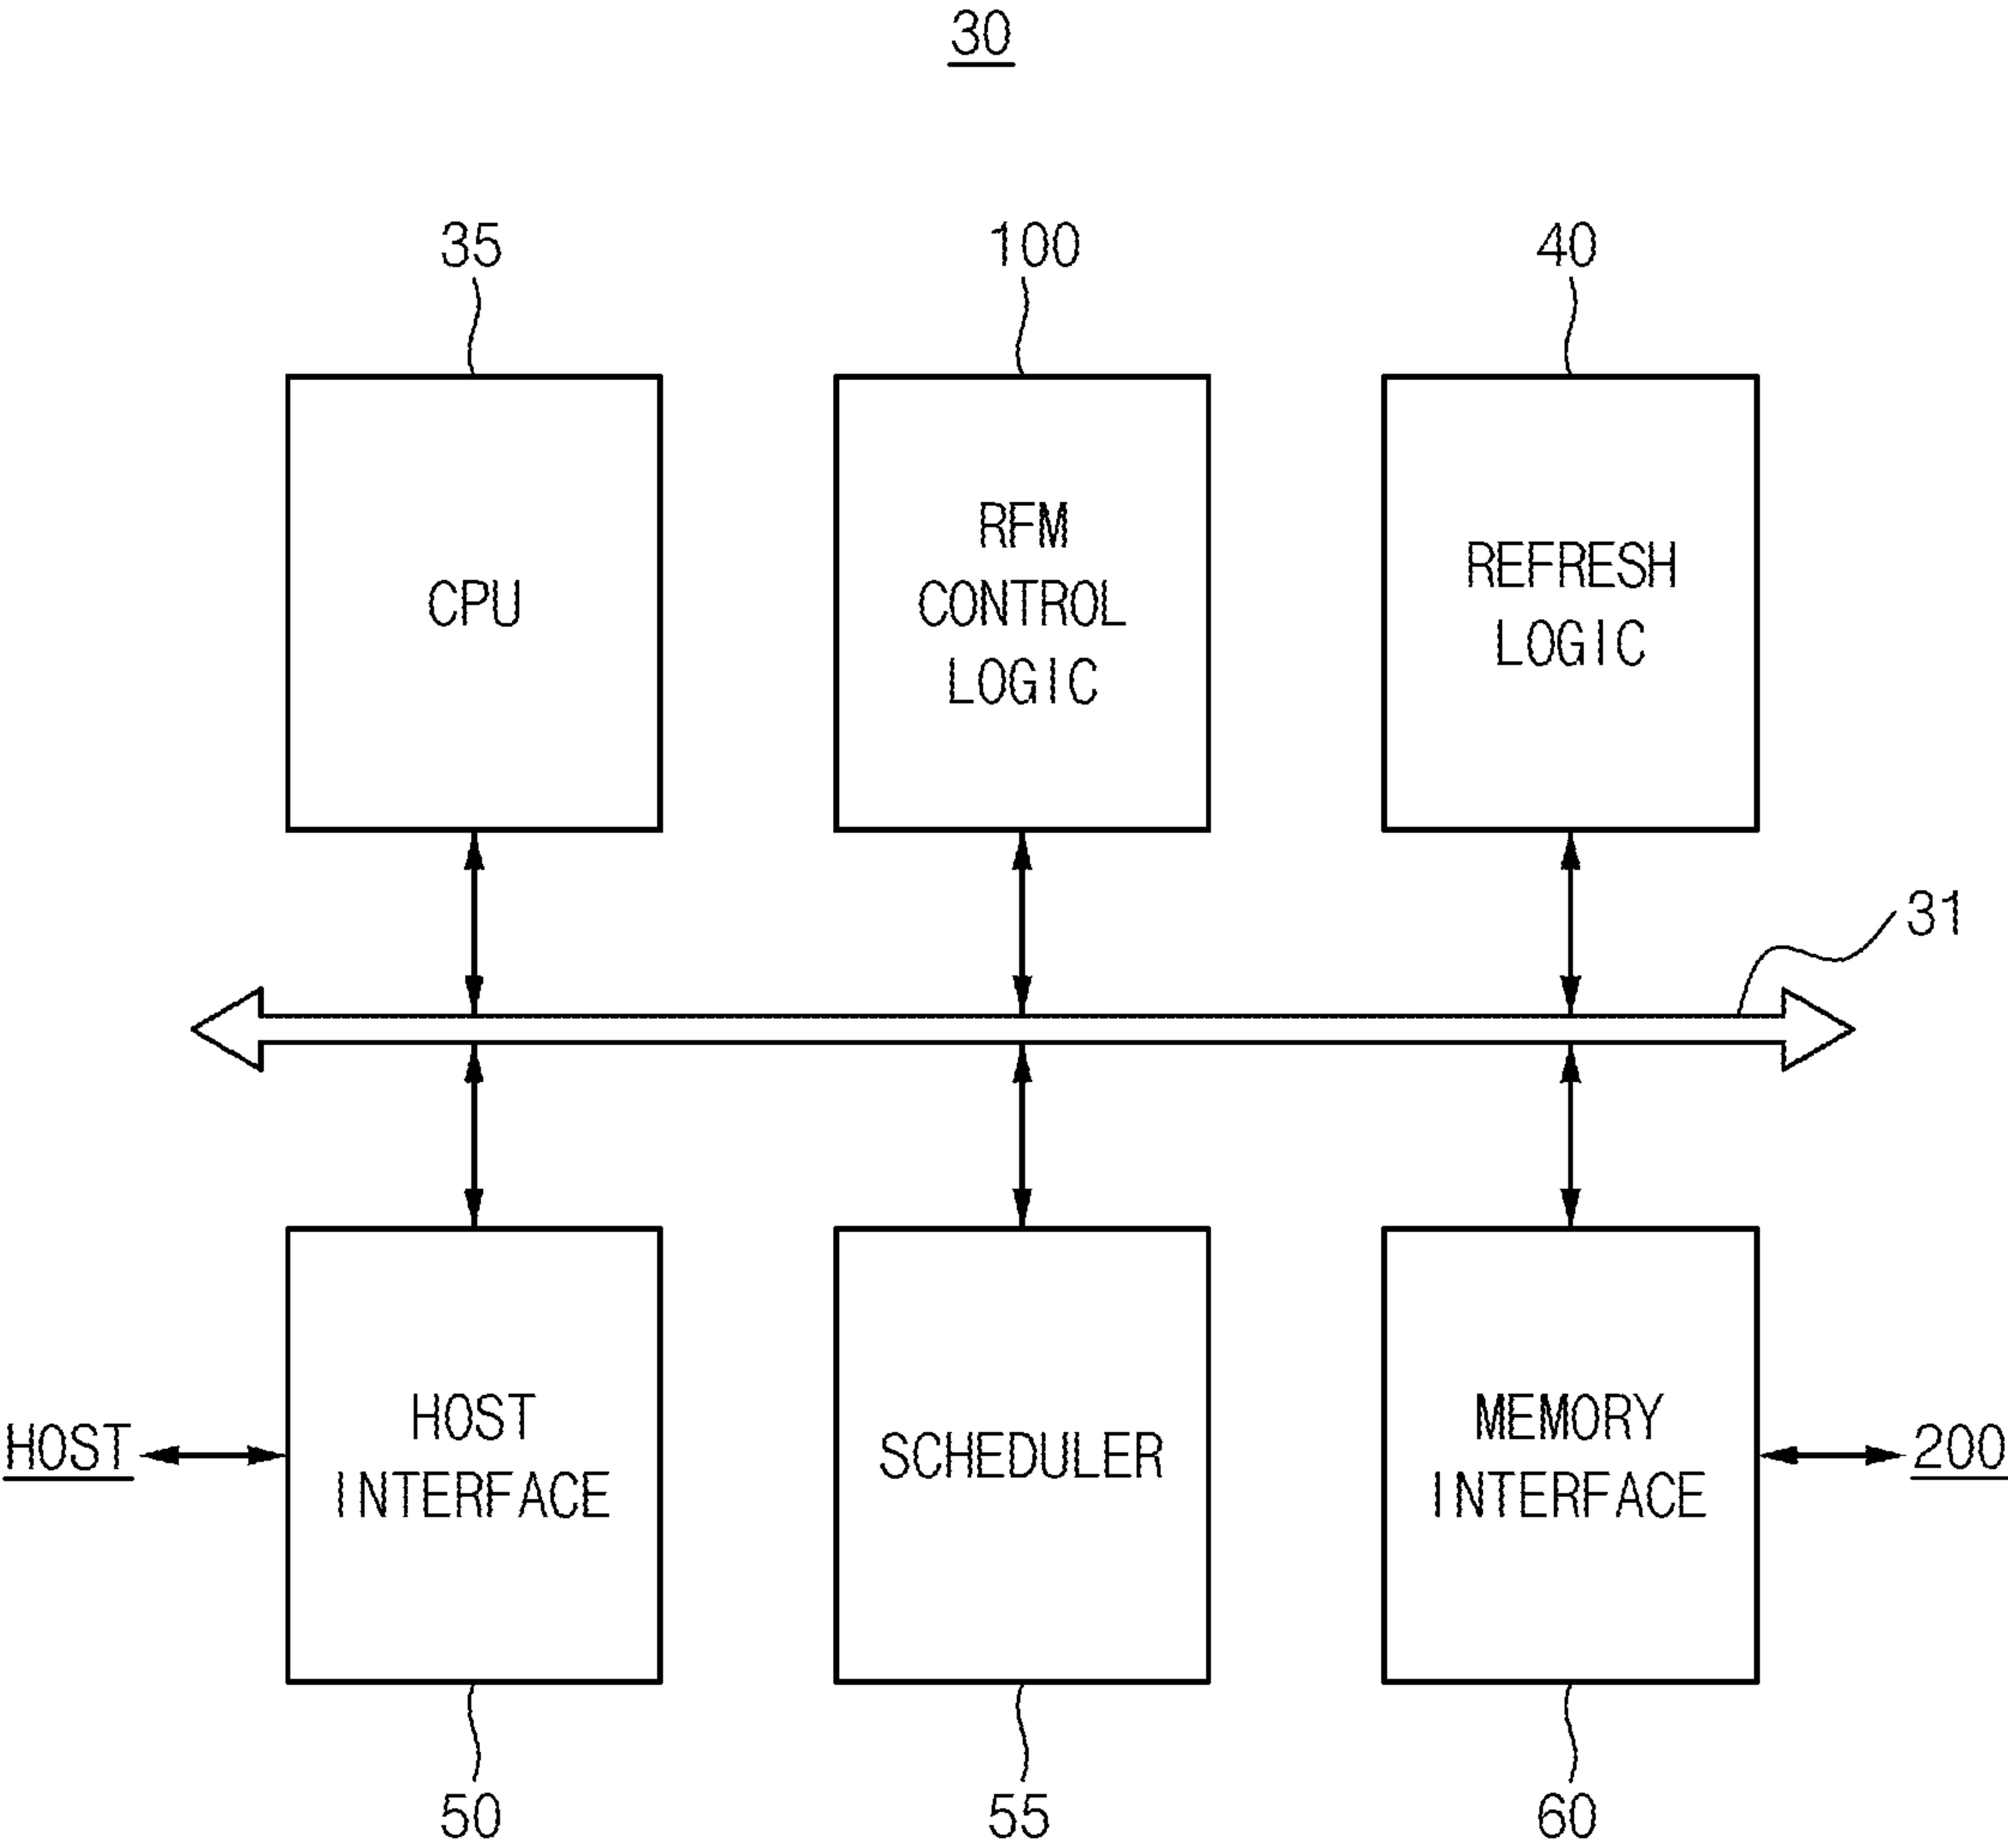 30
35
100
40
CPU
RFM
CONTROL
LOGIC
REFRESH
LOGIC
31
HOST
HOST
INTERFACE
SCHEDULER
MEMORY
INTERFACE
200
50
55
60